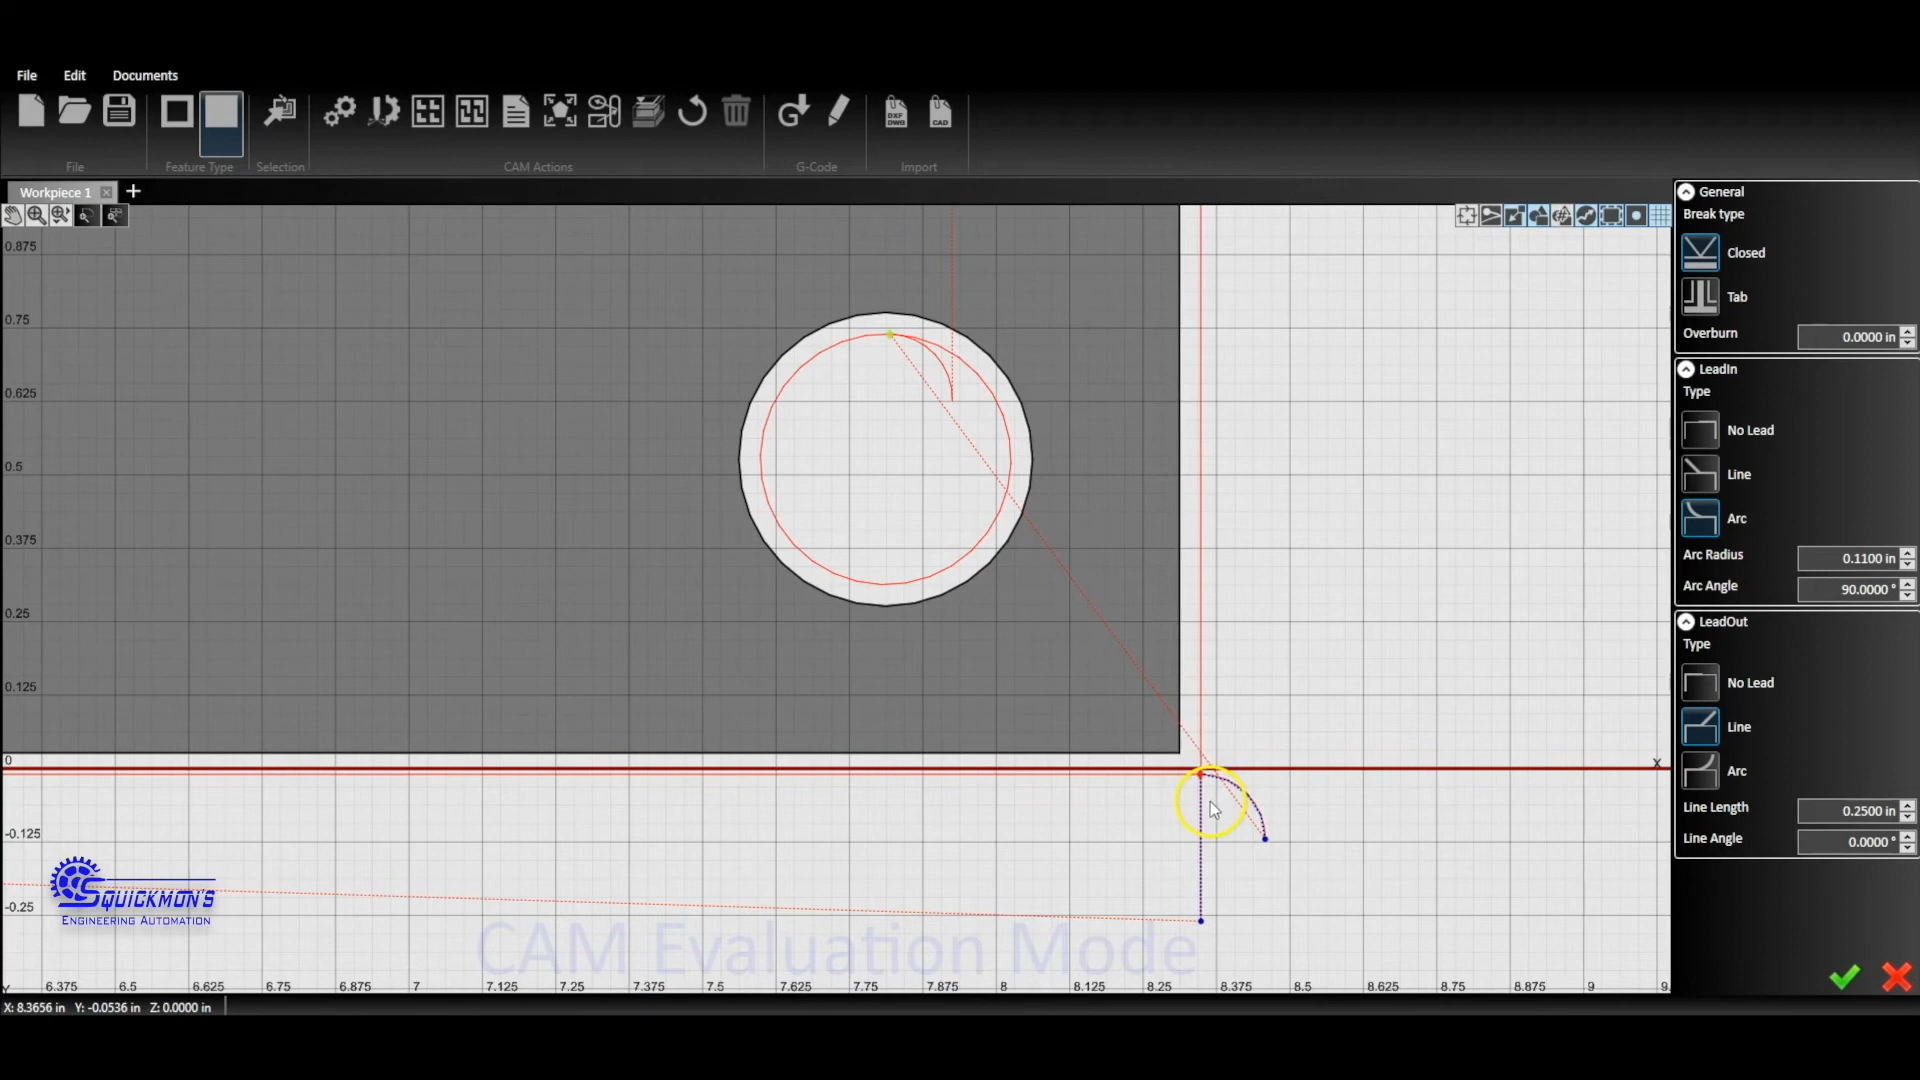 File Edit Documents
DXF DWG CAD
File Feature Type Selection CAM Actions G-Code Import
Workpiece 1
General
Break type
Closed
Tab
Overburn 0.0000 in
LeadIn
Type
No Lead
Line
Arc
Arc Radius 0.1100 in
Arc Angle 90.0000 °
LeadOut
Type
No Lead
Line
Arc
Line Length 0.2500 in
Line Angle 0.0000 °
0.875
0.75
0.625
0.5
0.375
0.25
0.125
0
X
-0.125
-0.25
SQUICKMON'S
ENGINEERING AUTOMATION
CAM Evaluation Mode
Y 6.375 6.5 6.625 6.75 6.875 7 7.125 7.25 7.375 7.5 7.625 7.75 7.875 8 8.125 8.25 8.375 8.5 8.625 8.75 8.875 9 9.
X: 8.3656 in Y: -0.0536 in Z: 0.0000 in